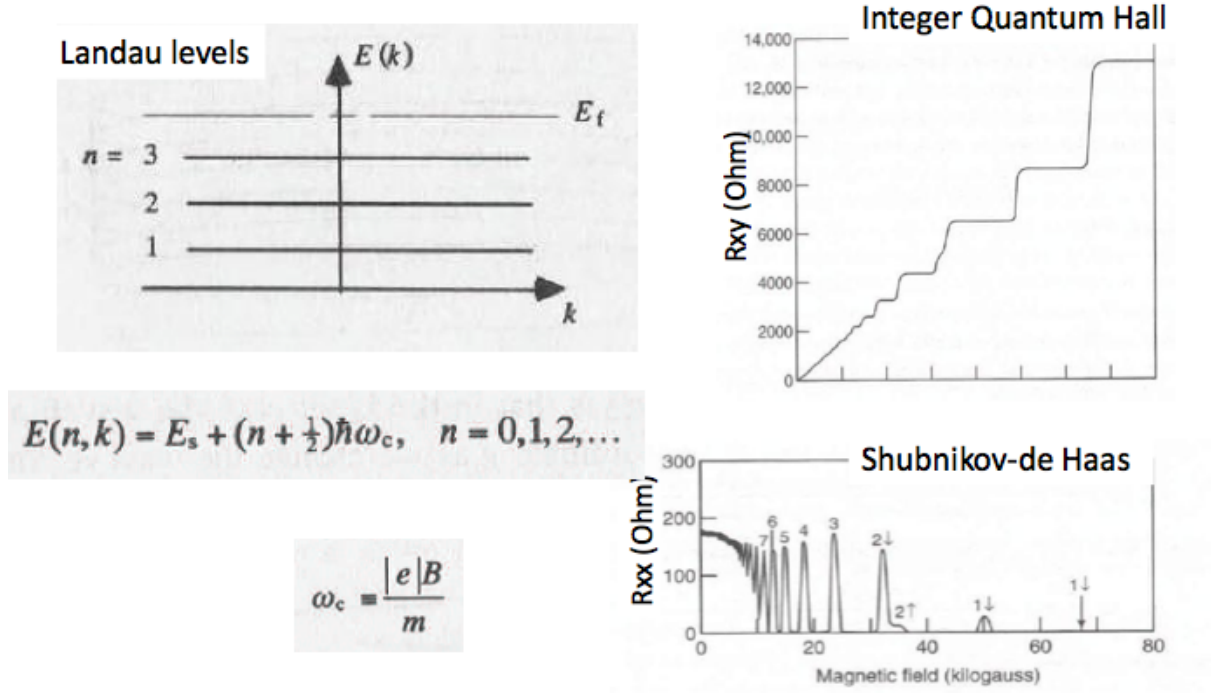 Landau levels
E (k)
E_f
n = 3
2
1
k
E(n, k) = E_s + (n + ½)ħω_c, n = 0,1,2,...
ω_c = |e|B / m
Integer Quantum Hall
Rxy (Ohm)
14,000
12,000
10,000
8000
6000
4000
2000
0
Shubnikov-de Haas
Rxx (Ohm)
300
200
100
0
7 6 5 4 3 2↓ 2↑ 1↓ 1↓
0 20 40 60 80
Magnetic field (kilogauss)